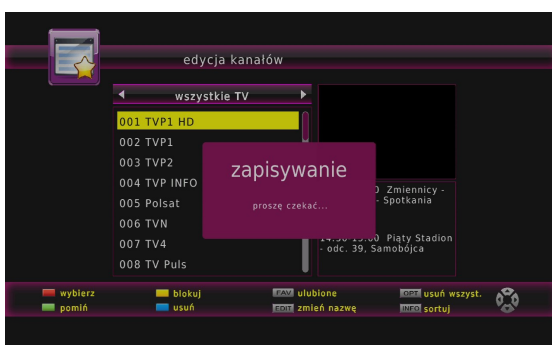 edycja kanałów
wszystkie TV
001 TVP1 HD
002 TVP1
003 TVP2
004 TVP INFO
005 Polsat
006 TVN
007 TV4
008 TV Puls
zapisywanie
proszę czekać...
Zmiennicy -
- Spotkania
14:30-15:00 Piąty Stadion
- odc. 39, Samobójca
wybierz
blokuj
FAV ulubione
OPT usuń wszyst.
pomiń
usuń
EDIT zmień nazwę
INFO sortuj